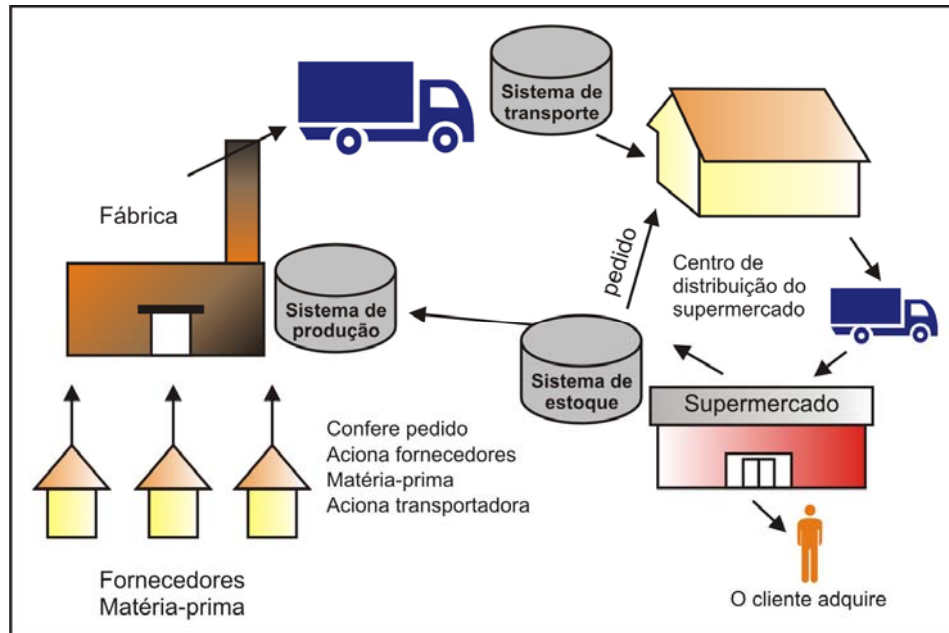 Sistema de
transporte
Fábrica
pedido
Centro de
distribuição do
supermercado
Sistema de
produção
Sistema de
estoque
Supermercado
Confere pedido
Aciona fornecedores
Matéria-prima
Aciona transportadora
Fornecedores
Matéria-prima
O cliente adquire